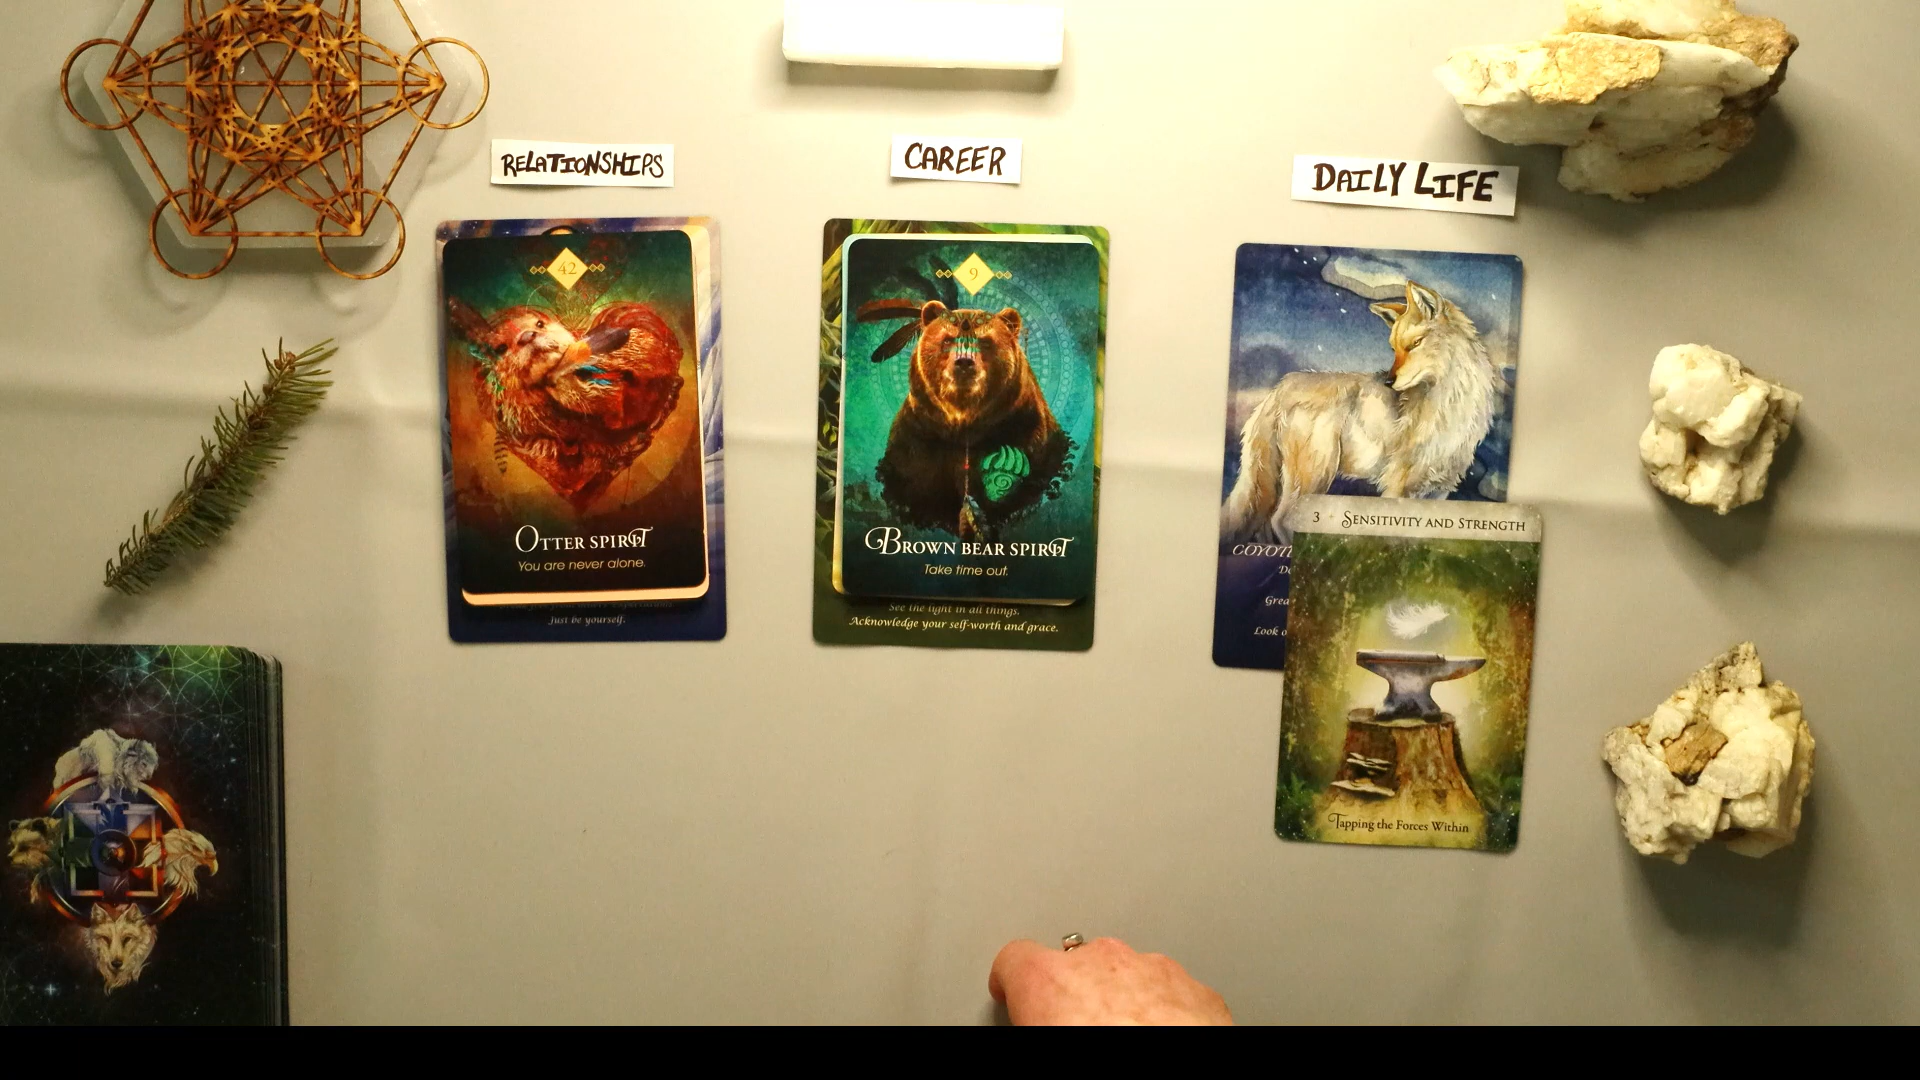 RELATIONSHIPS
CAREER
DAILY LIFE
42
OTTER SPIRIT
You are never alone.
Just be yourself.
9
BROWN BEAR SPIRIT
Take time out.
See the light in all things.
Acknowledge your self-worth and grace.
3 SENSITIVITY AND STRENGTH
Tapping the Forces Within